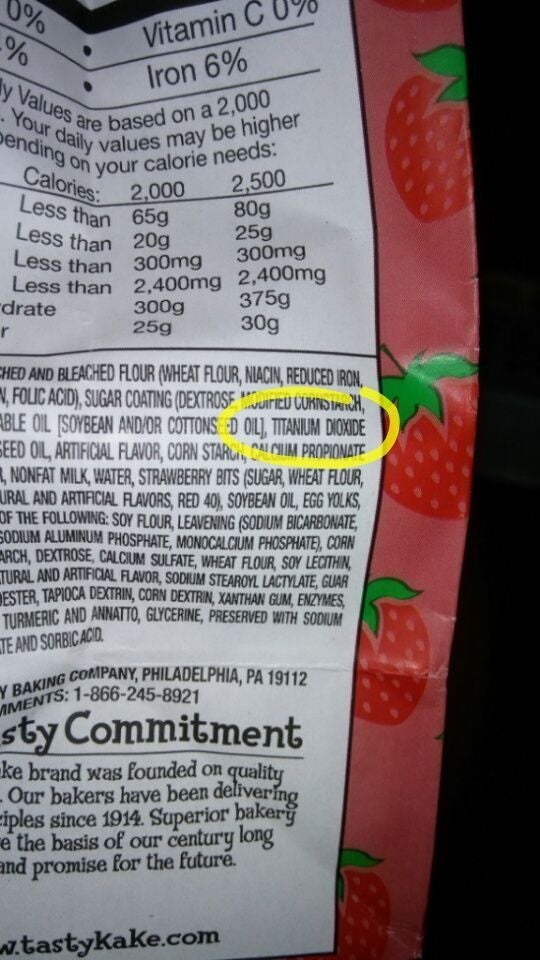 0%
Vitamin C 0%
%
• Iron 6%
ly Values are based on a 2,000
. Your daily values may be higher
ending on your calorie needs:
Calories: 2,000 2,500
Less than 65g 80g
Less than 20g 25g
Less than 300mg 300mg
Less than 2,400mg 2,400mg
drate 300g 375g
r 25g 30g
CHED AND BLEACHED FLOUR (WHEAT FLOUR, NIACIN, REDUCED IRON,
N, FOLIC ACID), SUGAR COATING (DEXTROSE, MODIFIED CORNSTARCH,
ABLE OIL [SOYBEAN AND/OR COTTONSEED OIL], TITANIUM DIOXIDE
SEED OIL, ARTIFICIAL FLAVOR, CORN STARCH, CALCIUM PROPIONATE
R, NONFAT MILK, WATER, STRAWBERRY BITS (SUGAR, WHEAT FLOUR,
URAL AND ARTIFICIAL FLAVORS, RED 40), SOYBEAN OIL, EGG YOLKS,
OF THE FOLLOWING: SOY FLOUR, LEAVENING (SODIUM BICARBONATE,
SODIUM ALUMINUM PHOSPHATE, MONOCALCIUM PHOSPHATE), CORN
ARCH, DEXTROSE, CALCIUM SULFATE, WHEAT FLOUR, SOY LECITHIN,
TURAL AND ARTIFICIAL FLAVOR, SODIUM STEAROYL LACTYLATE, GUAR
ESTER, TAPIOCA DEXTRIN, CORN DEXTRIN, XANTHAN GUM, ENZYMES,
TURMERIC AND ANNATTO, GLYCERINE, PRESERVED WITH SODIUM
TE AND SORBIC ACID.
Y BAKING COMPANY, PHILADELPHIA, PA 19112
MMENTS: 1-866-245-8921
sty Commitment
ke brand was founded on quality
. Our bakers have been delivering
ciples since 1914. Superior bakery
e the basis of our century long
and promise for the future.
w.tastykake.com